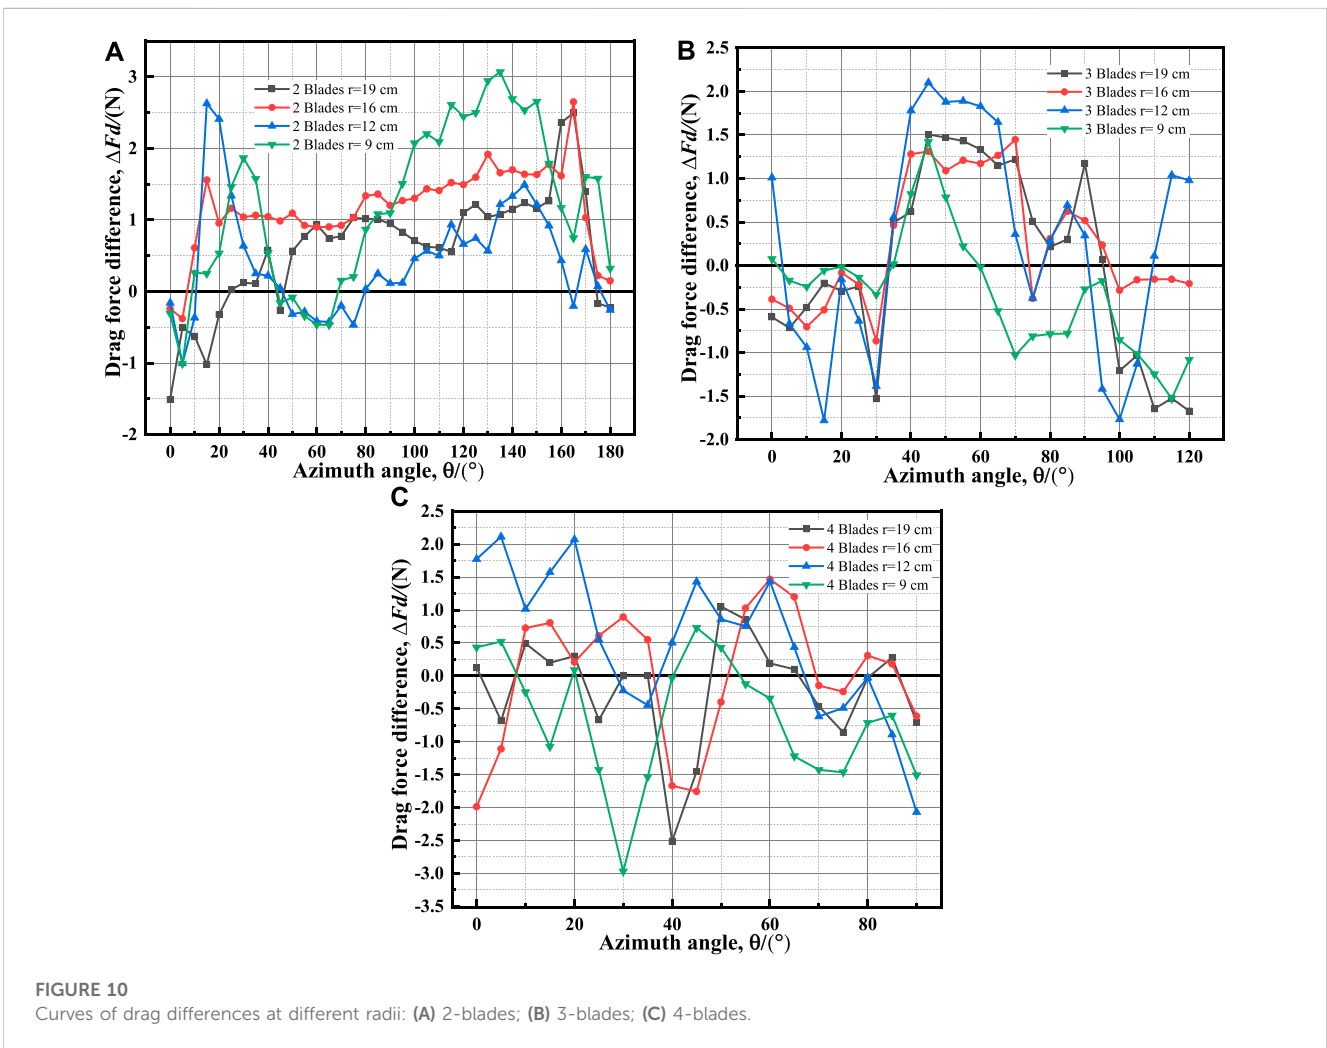 A
Drag force difference, ΔFd/(N)
3
2
1
0
-1
-2
2 Blades r=19 cm
2 Blades r=16 cm
2 Blades r=12 cm
2 Blades r= 9 cm
0 20 40 60 80 100 120 140 160 180
Azimuth angle, θ/(°)
B
Drag force difference, ΔFd/(N)
2.5
2.0
1.5
1.0
0.5
0.0
-0.5
-1.0
-1.5
-2.0
3 Blades r=19 cm
3 Blades r=16 cm
3 Blades r=12 cm
3 Blades r= 9 cm
0 20 40 60 80 100 120
Azimuth angle, θ/(°)
C
Drag force difference, ΔFd/(N)
2.5
2.0
1.5
1.0
0.5
0.0
-0.5
-1.0
-1.5
-2.0
-2.5
-3.0
-3.5
4 Blades r=19 cm
4 Blades r=16 cm
4 Blades r=12 cm
4 Blades r= 9 cm
0 20 40 60 80
Azimuth angle, θ/(°)
FIGURE 10
Curves of drag differences at different radii: (A) 2-blades; (B) 3-blades; (C) 4-blades.